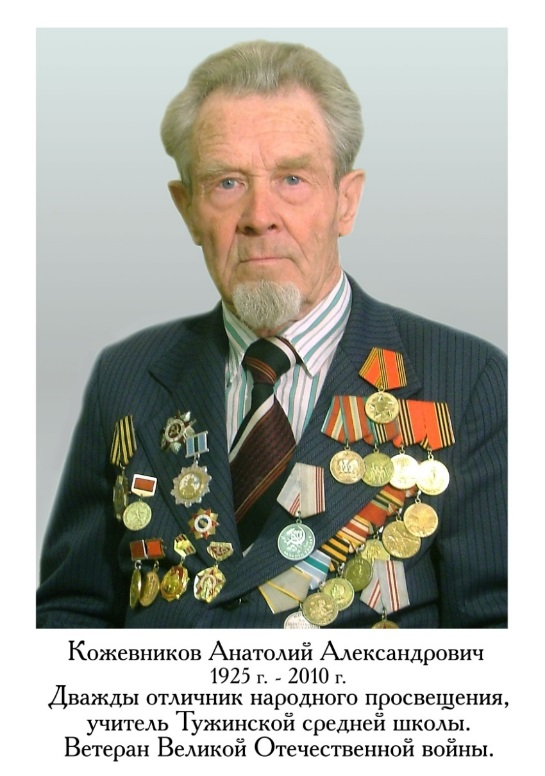 Кожевников Анатолий Александрович
1925 г. - 2010 г.
Дважды отличник народного просвещения,
учитель Тужинской средней школы.
Ветеран Великой Отечественной войны.